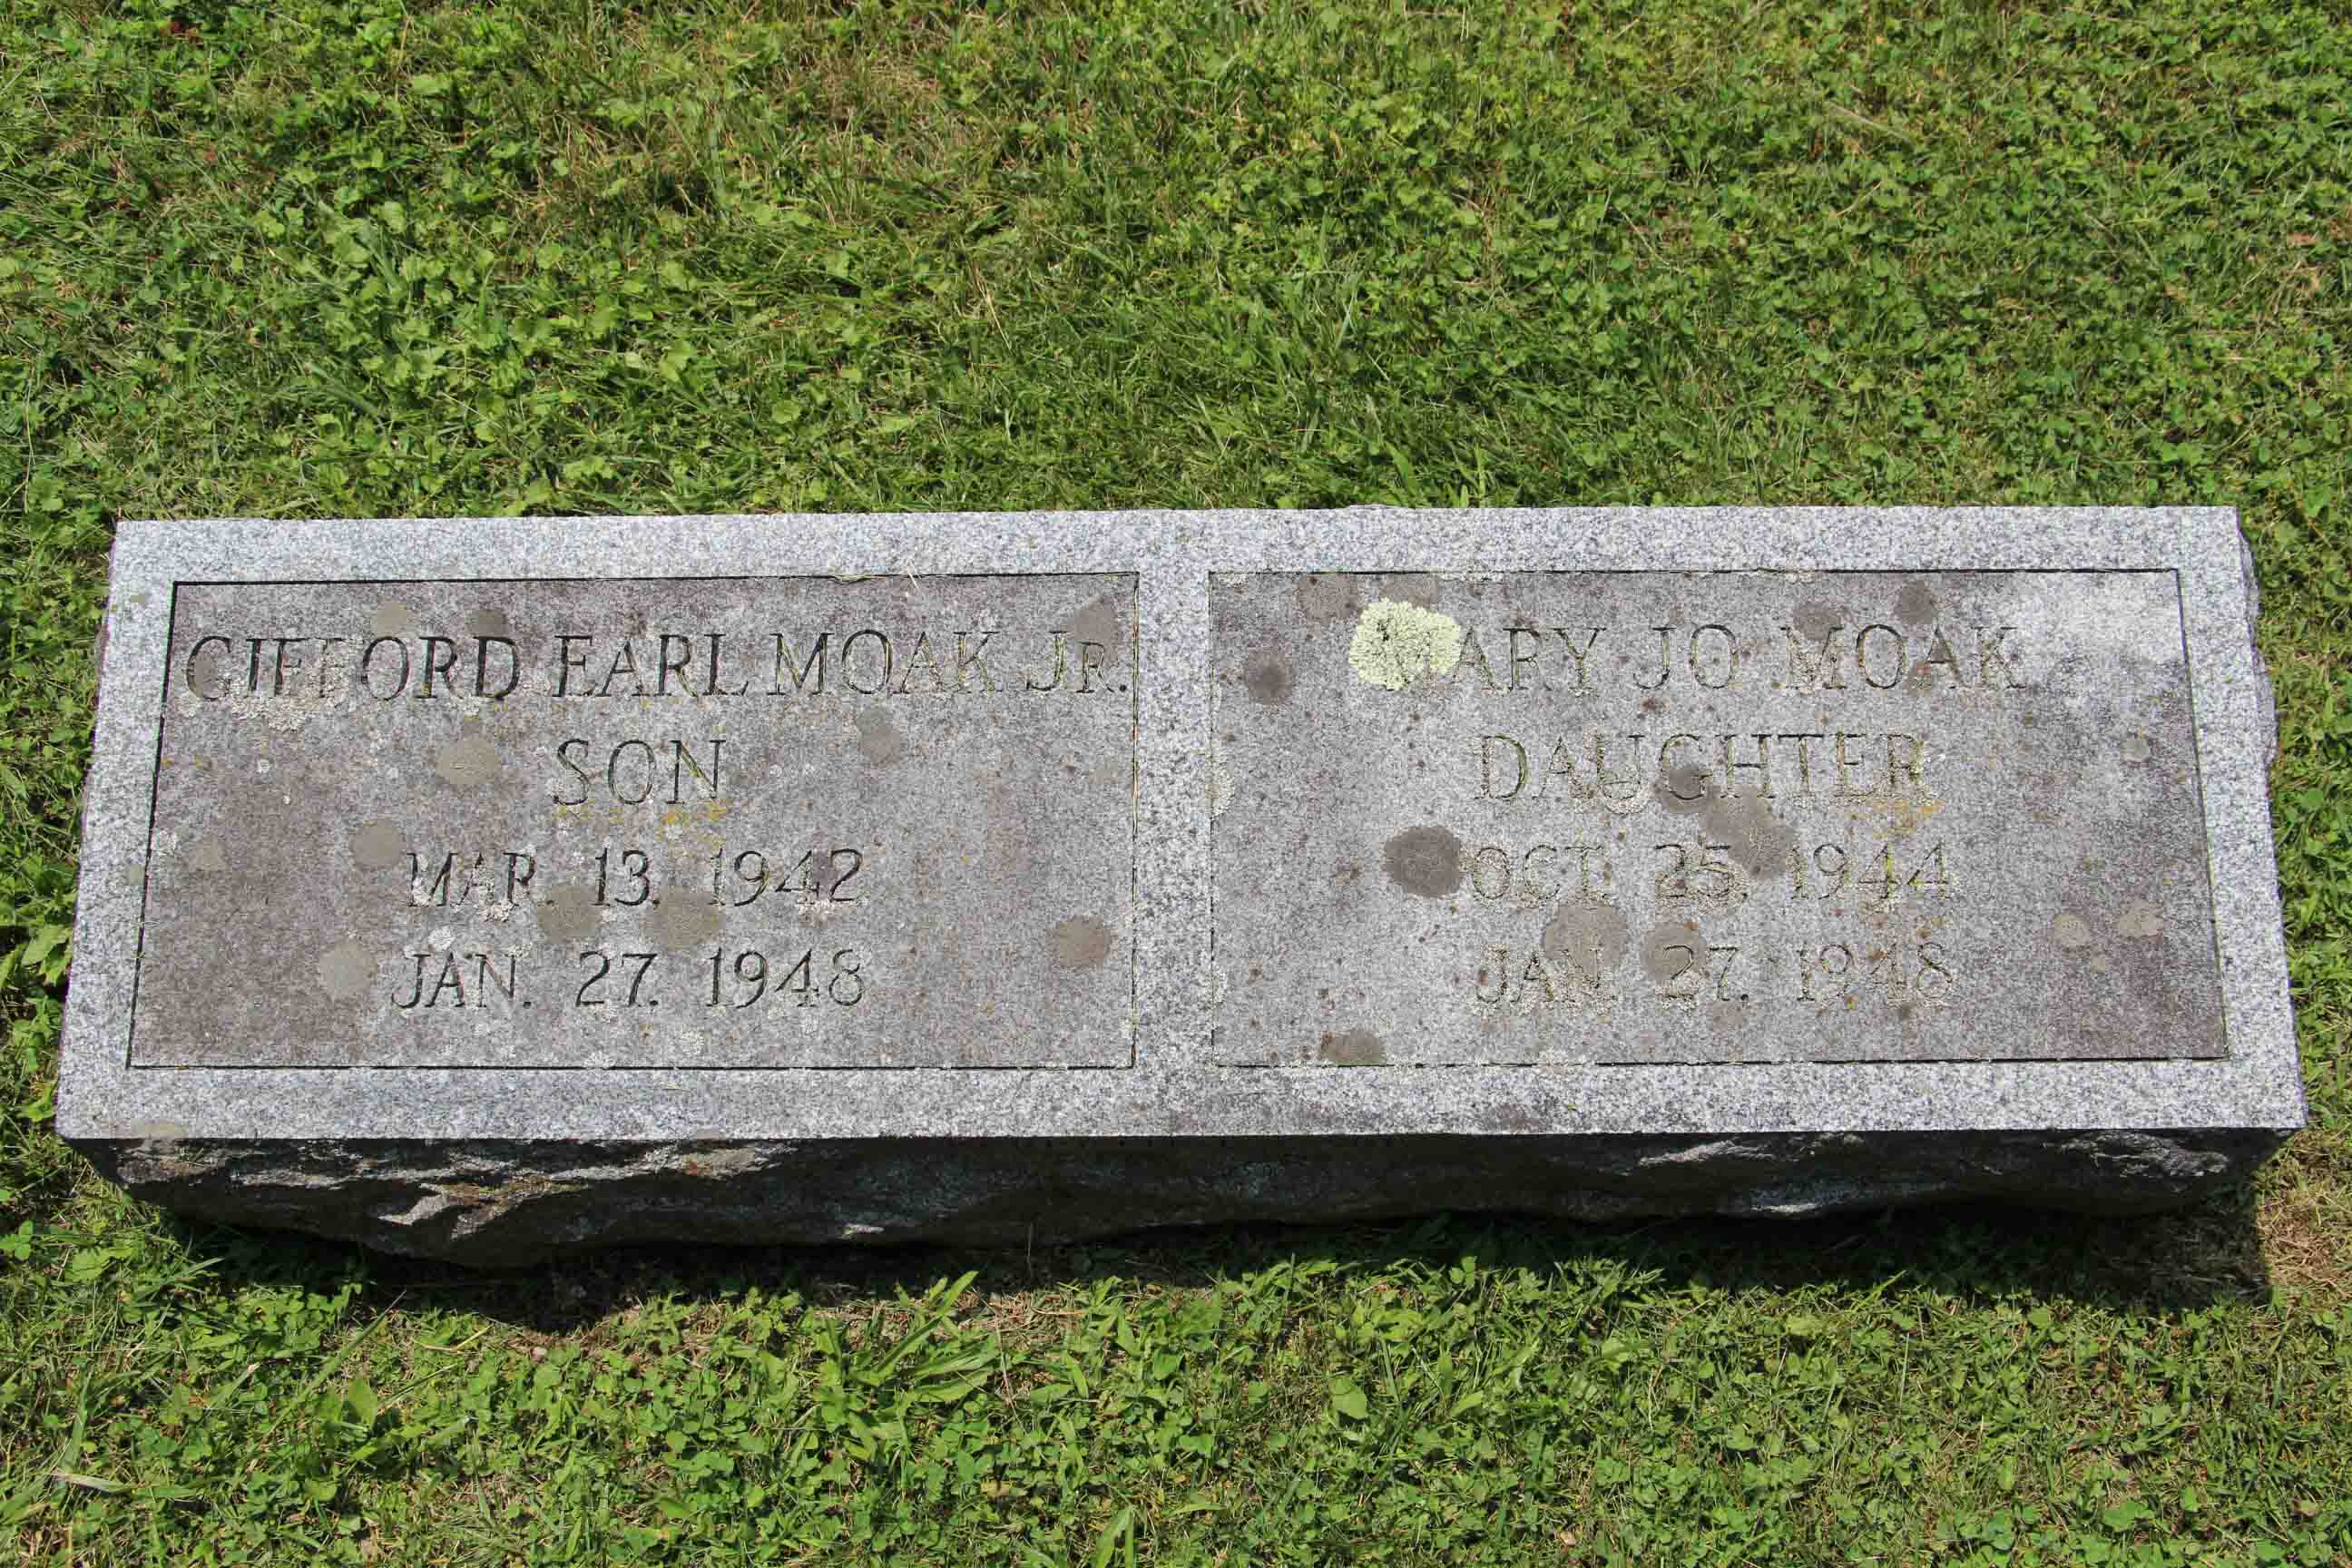 GIFFORD EARL MOAK JR.
SON
MAR. 13, 1942
JAN. 27, 1948
MARY JO MOAK
DAUGHTER
OCT. 25, 1944
JAN. 27, 1948